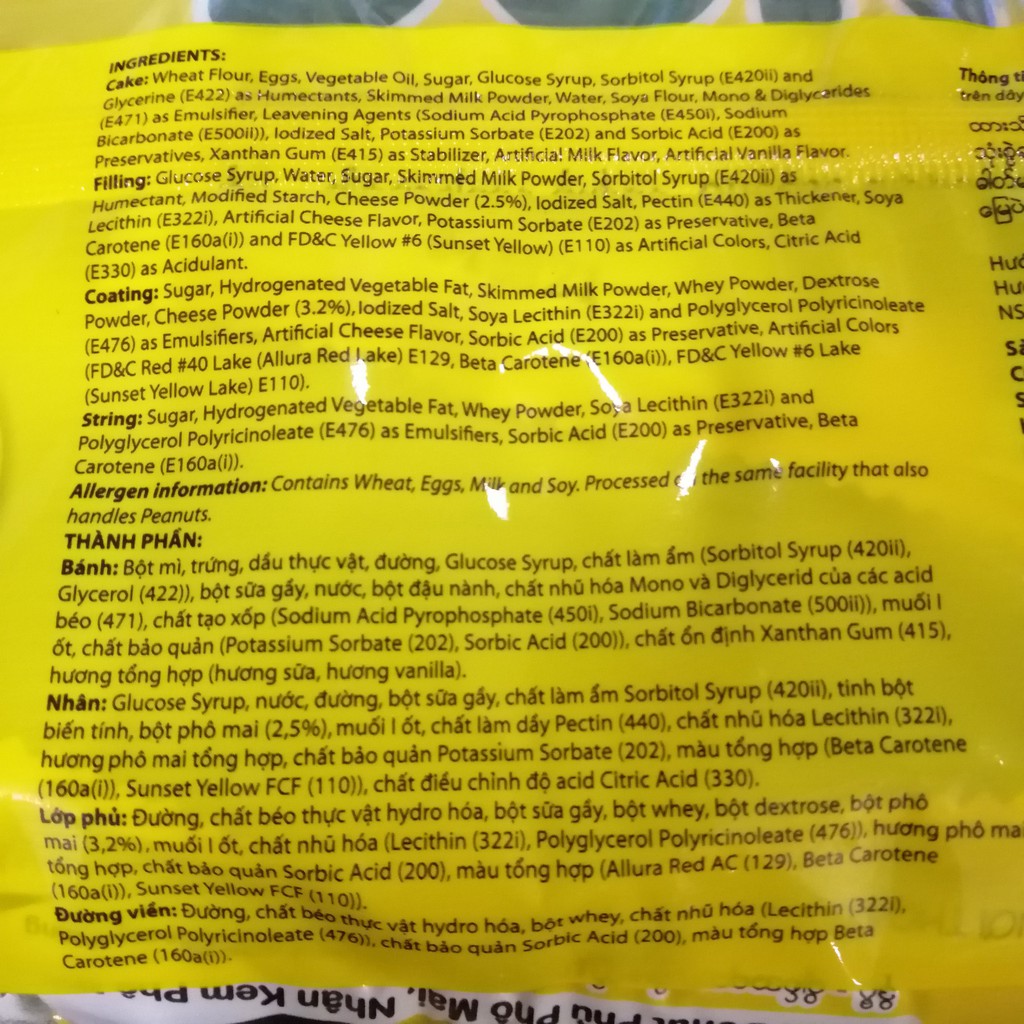 INGREDIENTS:
Cake: Wheat Flour, Eggs, Vegetable Oil, Sugar, Glucose Syrup, Sorbitol Syrup (E420ii) and
Glycerine (E422) as Humectants, Skimmed Milk Powder, Water, Soya Flour, Mono & Diglycerides
(E471) as Emulsifier, Leavening Agents (Sodium Acid Pyrophosphate (E450i), Sodium
Bicarbonate (E500ii)), Iodized Salt, Potassium Sorbate (E202) and Sorbic Acid (E200) as
Preservatives, Xanthan Gum (E415) as Stabilizer, Artificial Milk Flavor, Artificial Vanilla Flavor.
Filling: Glucose Syrup, Water, Sugar, Skimmed Milk Powder, Sorbitol Syrup (E420ii) as
Humectant, Modified Starch, Cheese Powder (2.5%), Iodized Salt, Pectin (E440) as Thickener, Soya
Lecithin (E322i), Artificial Cheese Flavor, Potassium Sorbate (E202) as Preservative, Beta
Carotene (E160a(i)) and FD&C Yellow #6 (Sunset Yellow) (E110) as Artificial Colors, Citric Acid
(E330) as Acidulant.
Coating: Sugar, Hydrogenated Vegetable Fat, Skimmed Milk Powder, Whey Powder, Dextrose
Powder, Cheese Powder (3.2%), Iodized Salt, Soya Lecithin (E322i) and Polyglycerol Polyricinoleate
(E476) as Emulsifiers, Artificial Cheese Flavor, Sorbic Acid (E200) as Preservative, Artificial Colors
(FD&C Red #40 Lake (Allura Red Lake) E129, Beta Carotene (E160a(i)), FD&C Yellow #6 Lake
(Sunset Yellow Lake) E110).
String: Sugar, Hydrogenated Vegetable Fat, Whey Powder, Soya Lecithin (E322i) and
Polyglycerol Polyricinoleate (E476) as Emulsifiers, Sorbic Acid (E200) as Preservative, Beta
Carotene (E160a(i)).
Allergen information: Contains Wheat, Eggs, Milk and Soy. Processed on the same facility that also
handles Peanuts.
THÀNH PHẦN:
Bánh: Bột mì, trứng, dầu thực vật, đường, Glucose Syrup, chất làm ẩm (Sorbitol Syrup (420ii),
Glycerol (422)), bột sữa gầy, nước, bột đậu nành, chất nhũ hóa Mono và Diglycerid của các acid
béo (471), chất tạo xốp (Sodium Acid Pyrophosphate (450i), Sodium Bicarbonate (500ii)), muối I
ốt, chất bảo quản (Potassium Sorbate (202), Sorbic Acid (200)), chất ổn định Xanthan Gum (415),
hương tổng hợp (hương sữa, hương vanilla).
Nhân: Glucose Syrup, nước, đường, bột sữa gầy, chất làm ẩm Sorbitol Syrup (420ii), tinh bột
biến tính, bột phô mai (2,5%), muối I ốt, chất làm dầy Pectin (440), chất nhũ hóa Lecithin (322i),
hương phô mai tổng hợp, chất bảo quản Potassium Sorbate (202), màu tổng hợp (Beta Carotene
(160a(i)), Sunset Yellow FCF (110)), chất điều chỉnh độ acid Citric Acid (330).
Lớp phủ: Đường, chất béo thực vật hydro hóa, bột sữa gầy, bột whey, bột dextrose, bột phô
mai (3,2%), muối I ốt, chất nhũ hóa (Lecithin (322i), Polyglycerol Polyricinoleate (476)), hương phô mai
tổng hợp, chất bảo quản Sorbic Acid (200), màu tổng hợp (Allura Red AC (129), Beta Carotene
(160a(i)), Sunset Yellow FCF (110)).
Đường viền: Đường, chất béo thực vật hydro hóa, bột whey, chất nhũ hóa (Lecithin (322i),
Polyglycerol Polyricinoleate (476)), chất bảo quản Sorbic Acid (200), màu tổng hợp Beta
Carotene (160a(i)).
Thông ti
trên dây
Hướ
NS
Phủ Phô Mai, Nhân Kem